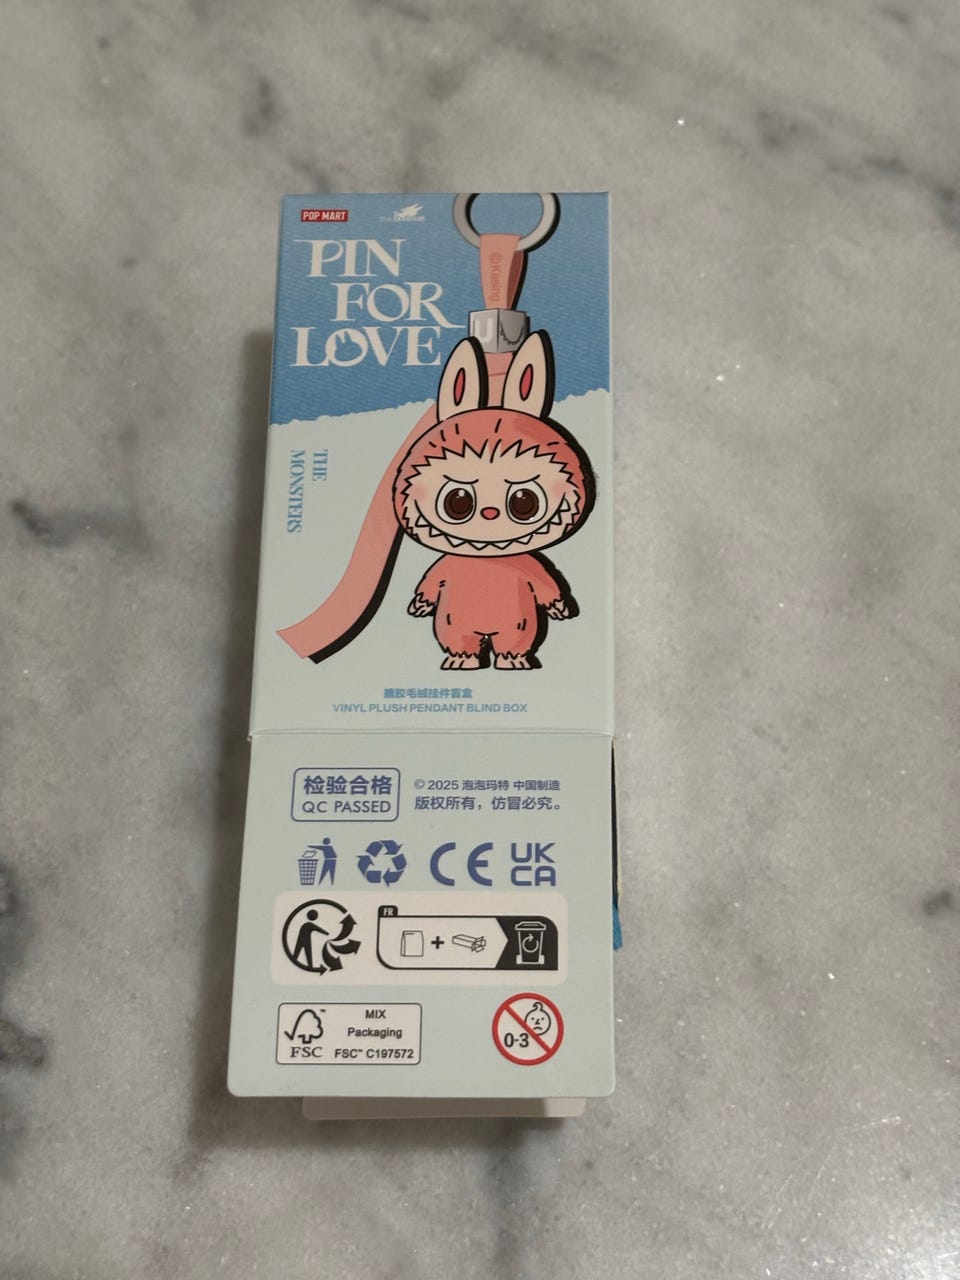 POP MART
PIN
FOR
LOVE
@Kasing
U
THE
MONSTERS
搪胶毛绒挂件盲盒
VINYL PLUSH PENDANT BLIND BOX
检验合格
QC PASSED
© 2025 泡泡玛特 中国制造
版权所有，仿冒必究。
CE
UK
CA
FR
+
MIX
Packaging
FSC™ C197572
FSC
0-3